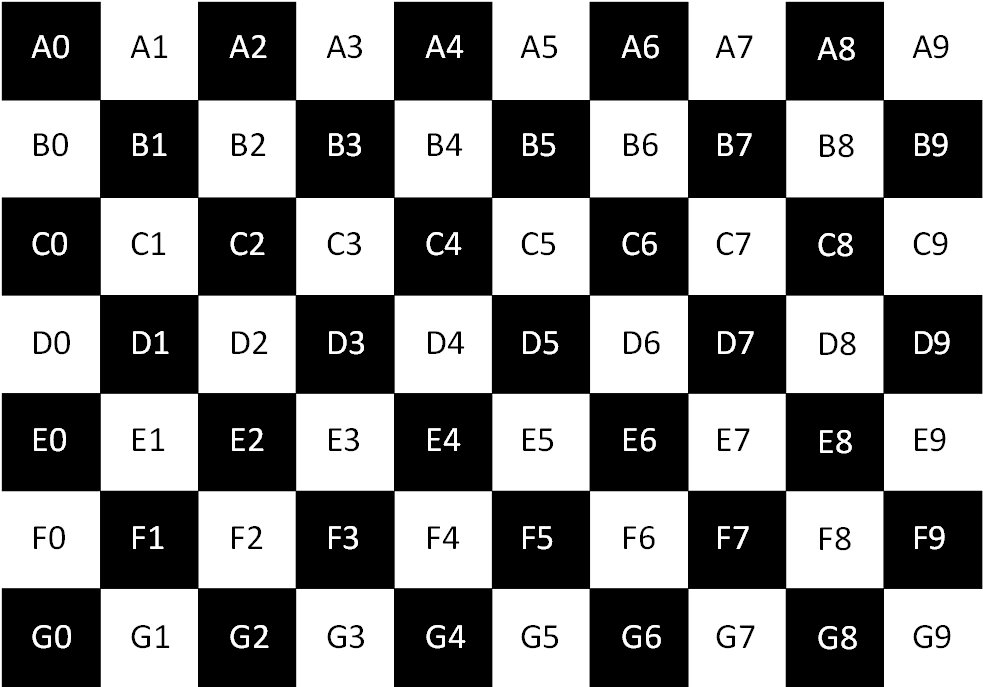 A0 A1 A2 A3 A4 A5 A6 A7 A8 A9
B0 B1 B2 B3 B4 B5 B6 B7 B8 B9
C0 C1 C2 C3 C4 C5 C6 C7 C8 C9
D0 D1 D2 D3 D4 D5 D6 D7 D8 D9
E0 E1 E2 E3 E4 E5 E6 E7 E8 E9
F0 F1 F2 F3 F4 F5 F6 F7 F8 F9
G0 G1 G2 G3 G4 G5 G6 G7 G8 G9